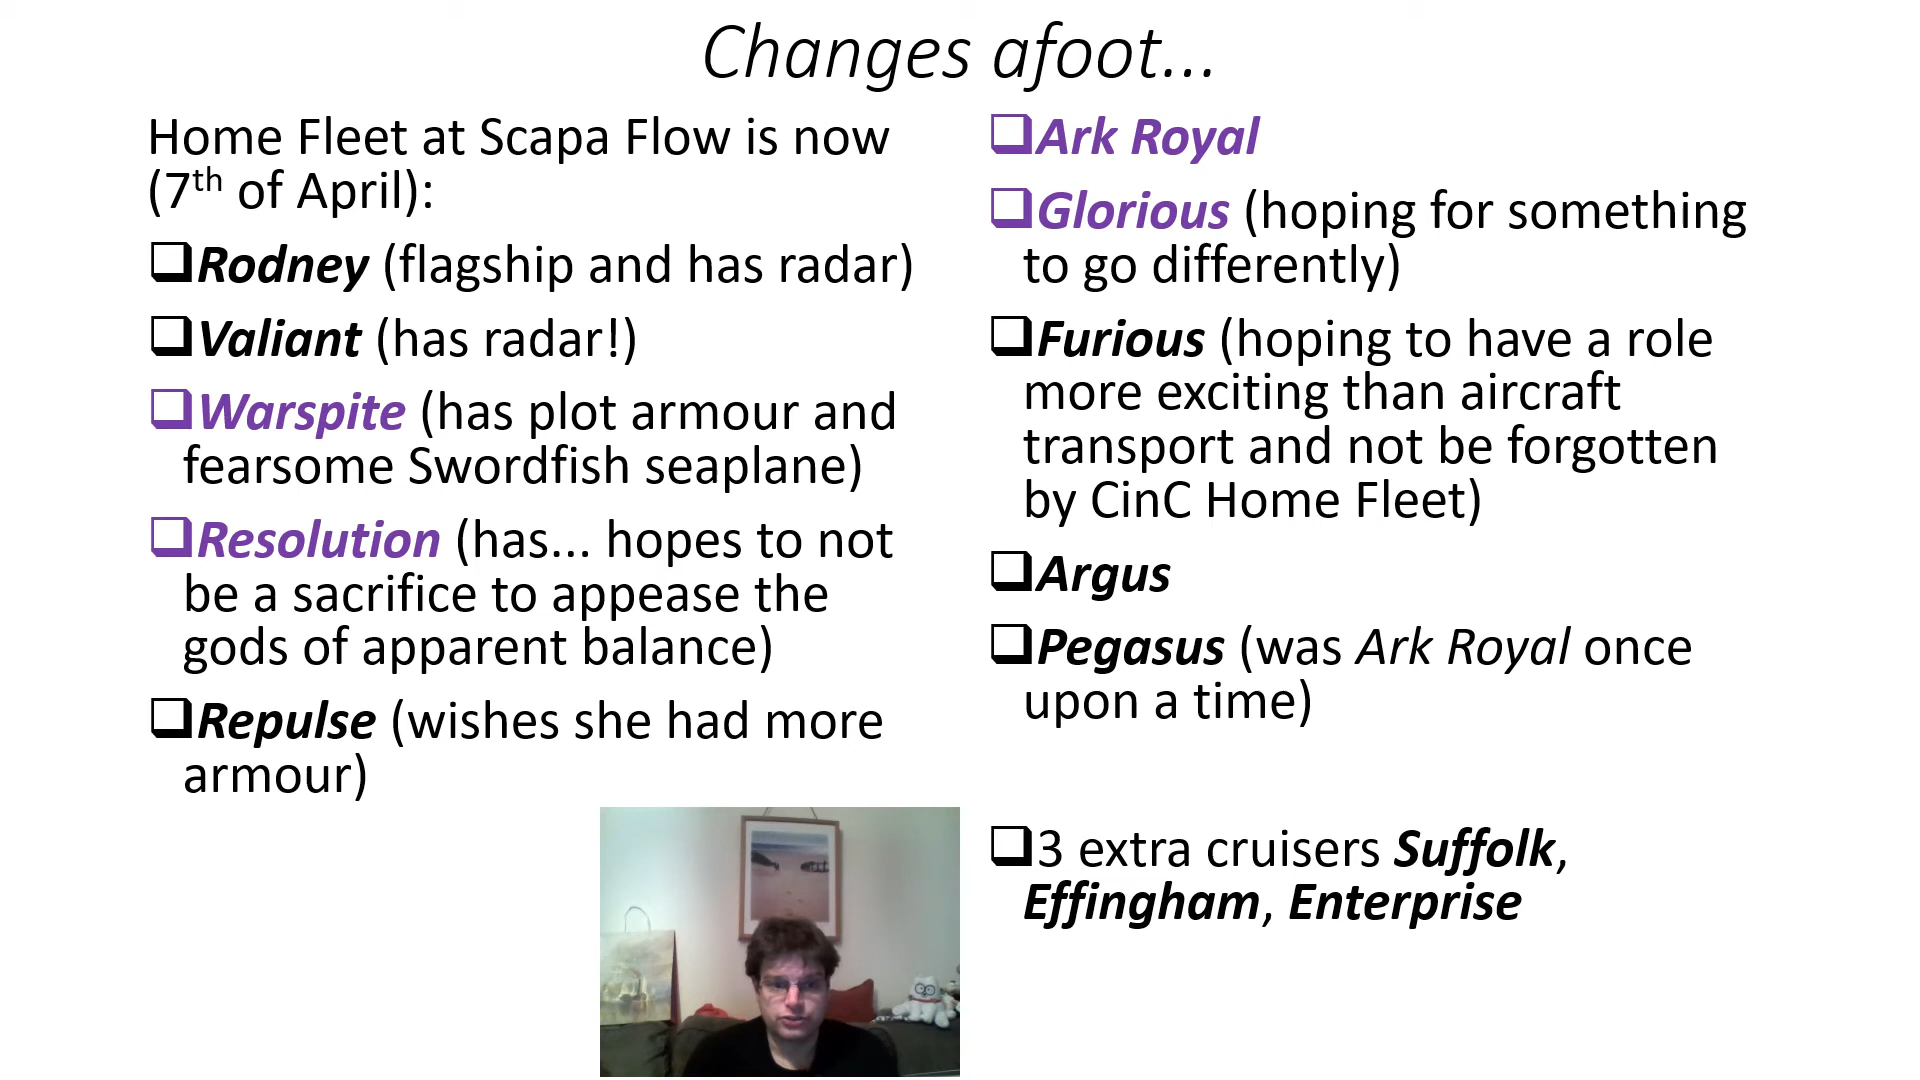 Changes afoot...
Home Fleet at Scapa Flow is now
(7th of April):
❑Rodney (flagship and has radar)
❑Valiant (has radar!)
❑Warspite (has plot armour and
fearsome Swordfish seaplane)
❑Resolution (has... hopes to not
be a sacrifice to appease the
gods of apparent balance)
❑Repulse (wishes she had more
armour)
❑Ark Royal
❑Glorious (hoping for something
to go differently)
❑Furious (hoping to have a role
more exciting than aircraft
transport and not be forgotten
by CinC Home Fleet)
❑Argus
❑Pegasus (was Ark Royal once
upon a time)
❑3 extra cruisers Suffolk,
Effingham, Enterprise